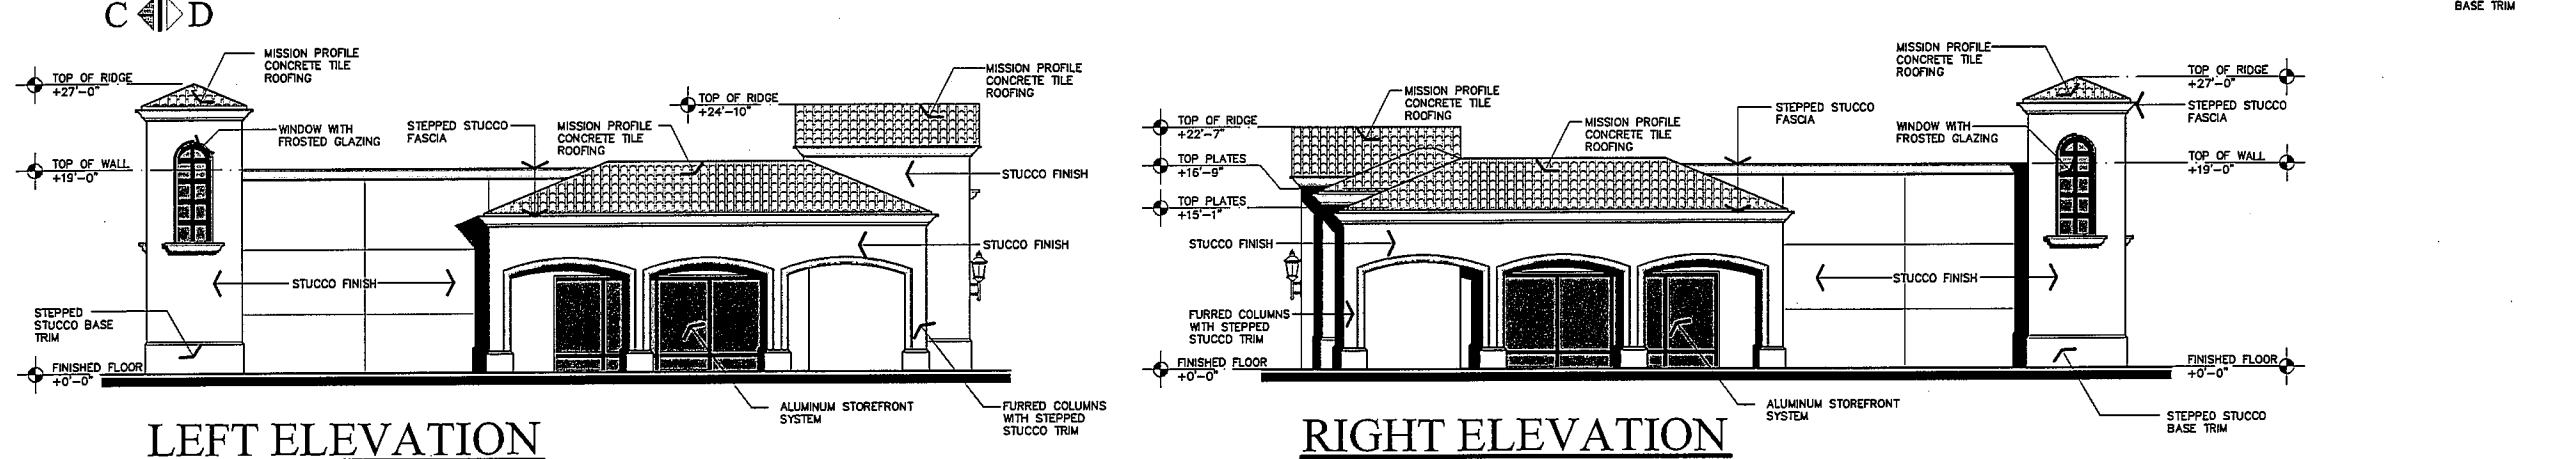 C D
BASE TRIM
MISSION PROFILE
CONCRETE TILE
ROOFING
TOP OF RIDGE
+27'-0"
WINDOW WITH
FROSTED GLAZING
TOP OF WALL
+19'-0"
STEPPED STUCCO
FASCIA
MISSION PROFILE
CONCRETE TILE
ROOFING
TOP OF RIDGE
+24'-10"
MISSION PROFILE
CONCRETE TILE
ROOFING
STUCCO FINISH
STUCCO FINISH
STUCCO FINISH
STEPPED
STUCCO BASE
TRIM
FINISHED FLOOR
+0'-0"
ALUMINUM STOREFRONT
SYSTEM
FURRED COLUMNS
WITH STEPPED
STUCCO TRIM
LEFT ELEVATION
MISSION PROFILE
CONCRETE TILE
ROOFING
TOP OF RIDGE
+22'-7"
TOP PLATES
+16'-9"
TOP PLATES
+15'-1"
MISSION PROFILE
CONCRETE TILE
ROOFING
STEPPED STUCCO
FASCIA
MISSION PROFILE
CONCRETE TILE
ROOFING
TOP OF RIDGE
+27'-0"
STEPPED STUCCO
FASCIA
WINDOW WITH
FROSTED GLAZING
TOP OF WALL
+19'-0"
STUCCO FINISH
STUCCO FINISH
FURRED COLUMNS
WITH STEPPED
STUCCO TRIM
FINISHED FLOOR
+0'-0"
FINISHED FLOOR
+0'-0"
ALUMINUM STOREFRONT
SYSTEM
STEPPED STUCCO
BASE TRIM
RIGHT ELEVATION